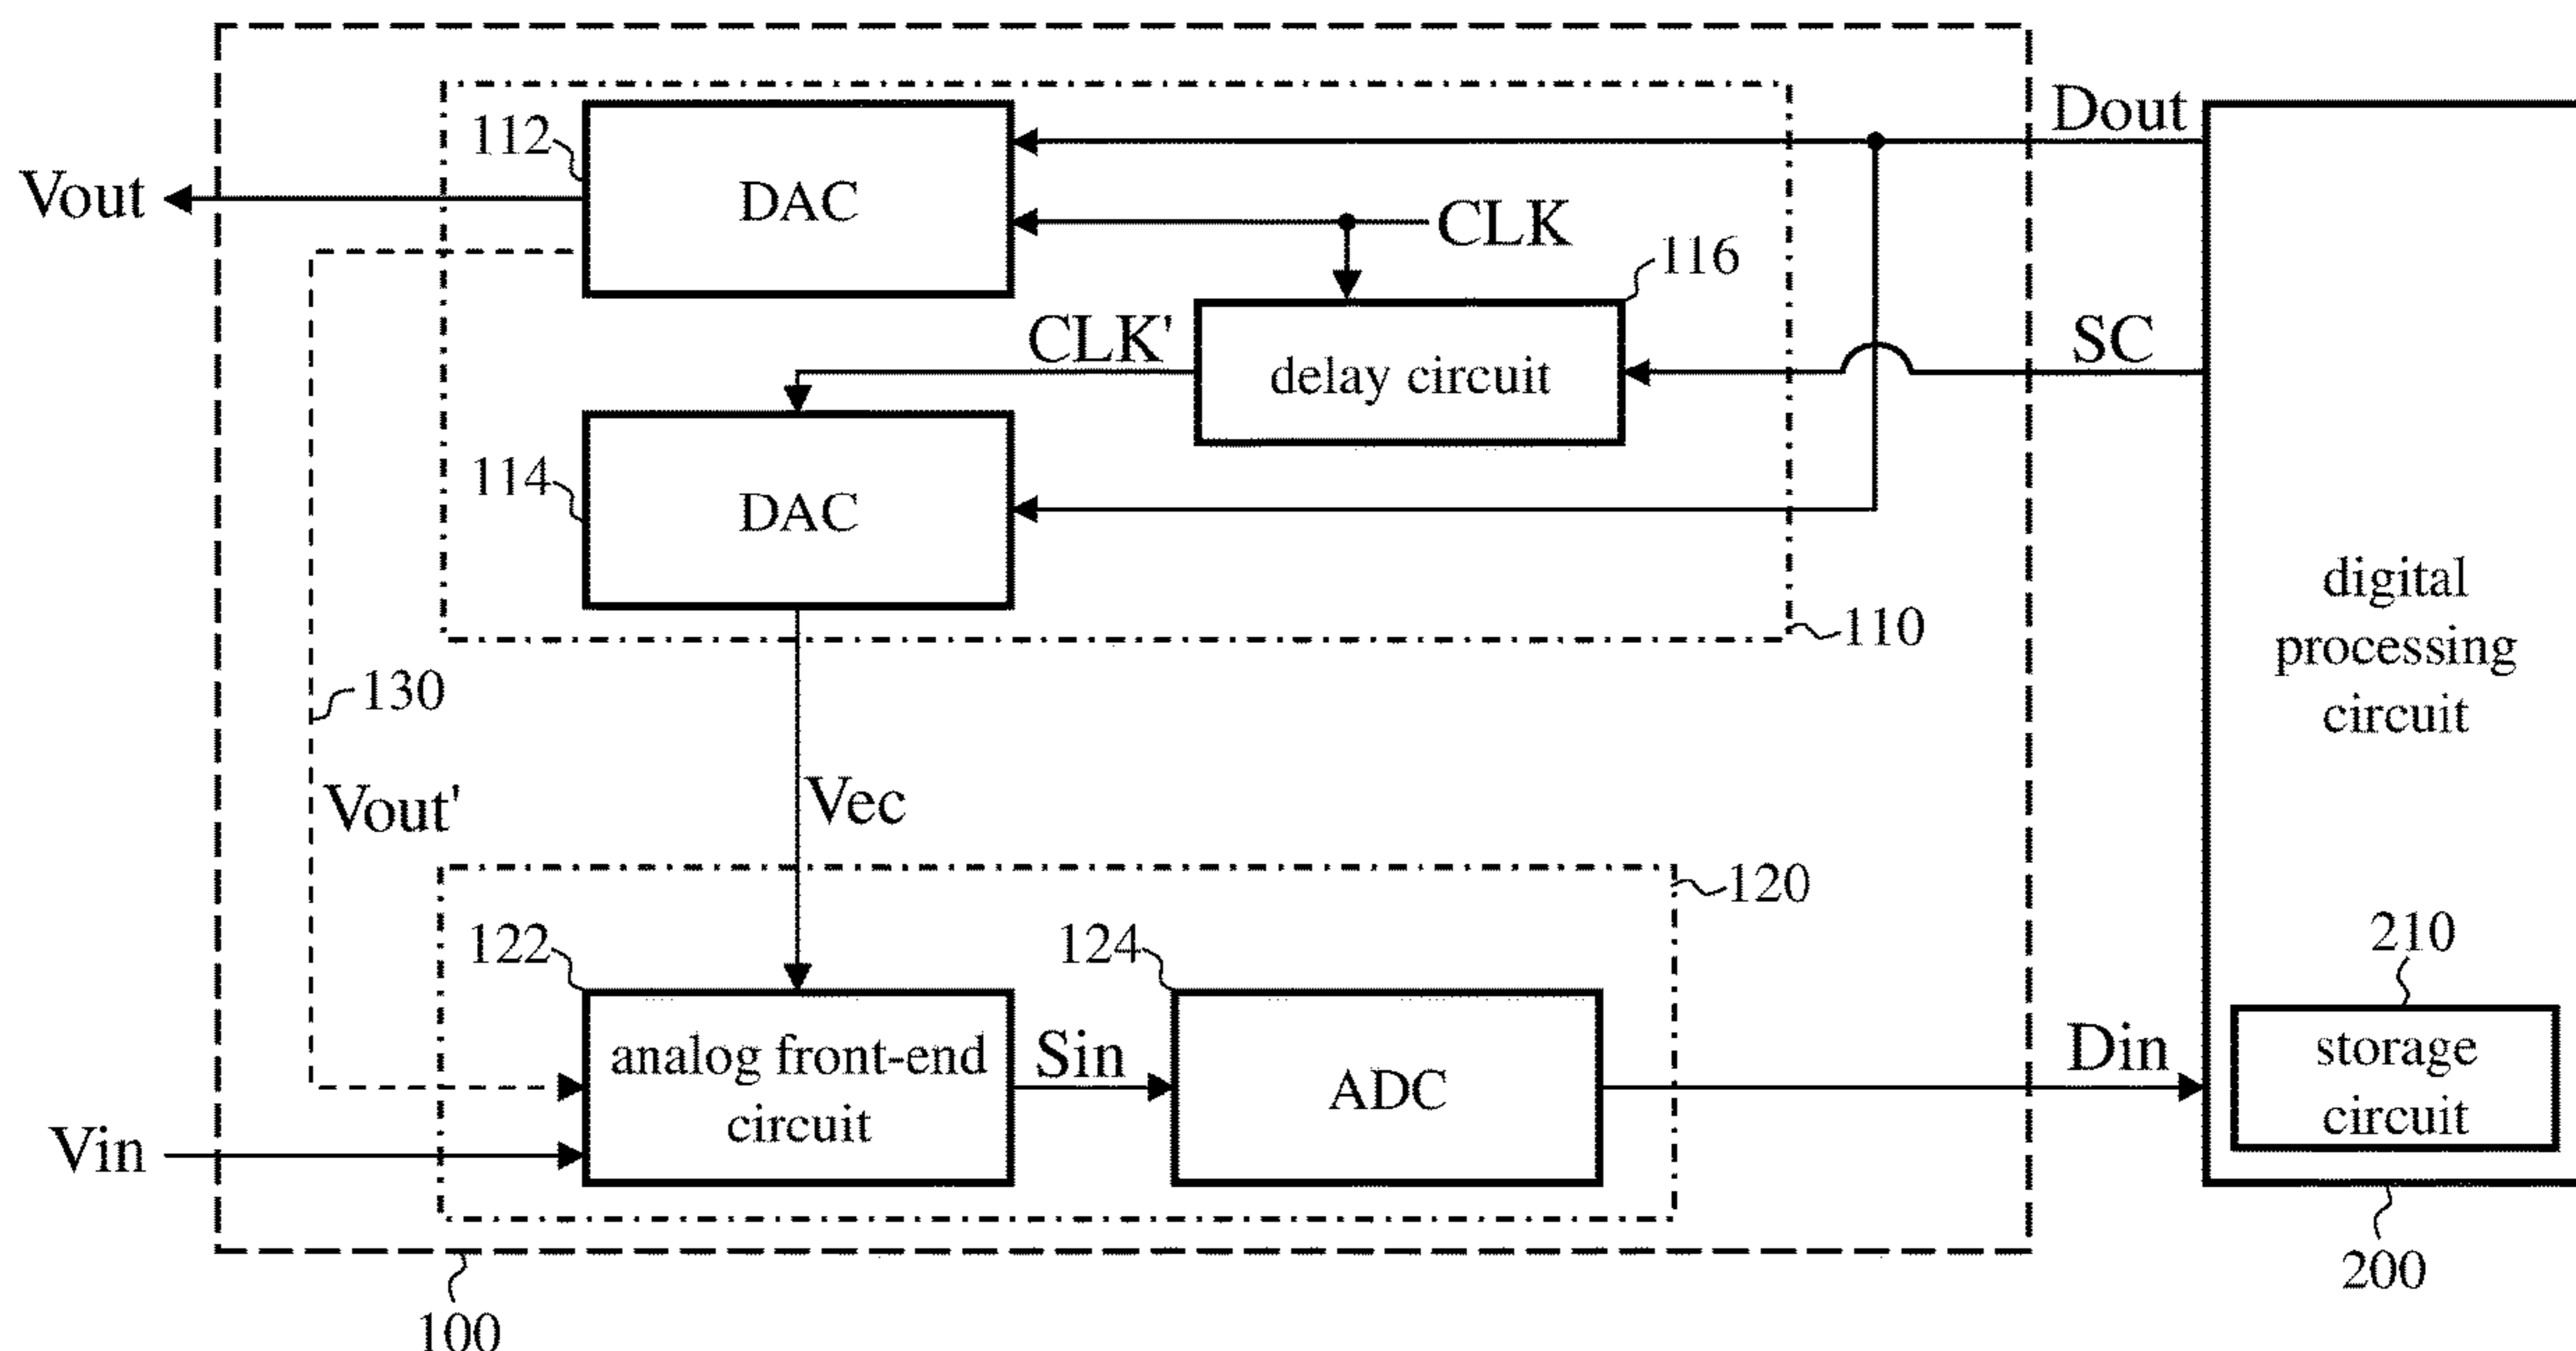 Dout
112
DAC
Vout
CLK
116
CLK'
SC
delay circuit
114
DAC
digital
processing
circuit
110
130
Vout'
Vec
120
122
124
210
analog front-end
circuit
Sin
ADC
Din
storage
circuit
Vin
200
100